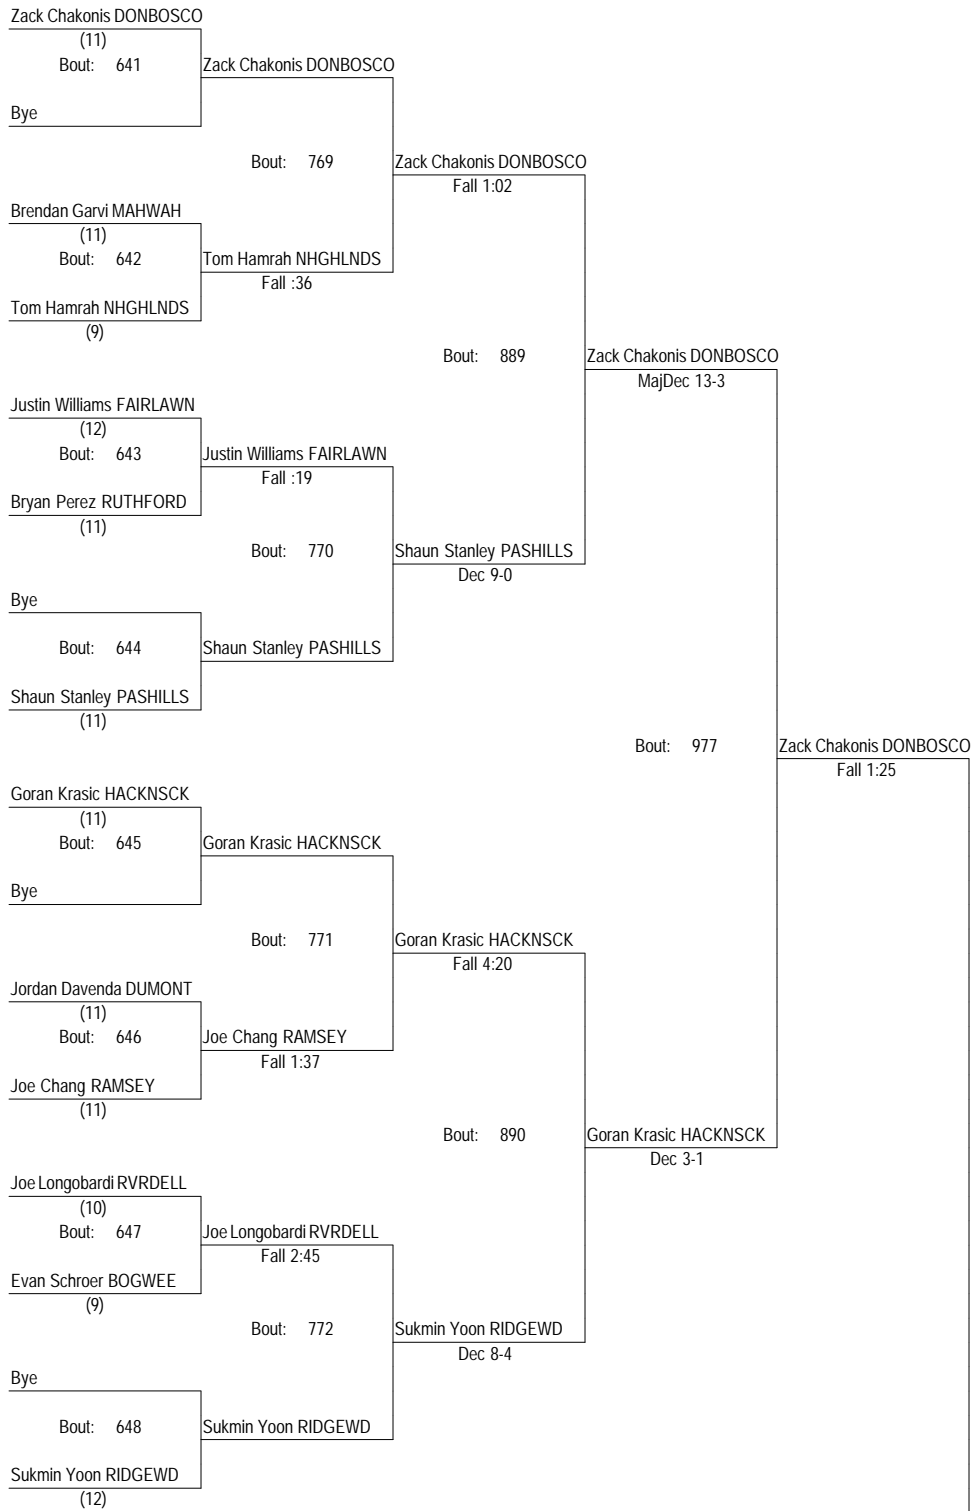 Zack Chakonis DONBOSCO
(11)
Bout: 641
Zack Chakonis DONBOSCO
Bye
Bout: 769
Zack Chakonis DONBOSCO
Fall 1:02
Brendan Garvi MAHWAH
(11)
Bout: 642
Tom Hamrah NHGHLNDS
Fall :36
Tom Hamrah NHGHLNDS
(9)
Bout: 889
Zack Chakonis DONBOSCO
MajDec 13-3
Justin Williams FAIRLAWN
(12)
Bout: 643
Justin Williams FAIRLAWN
Fall :19
Bryan Perez RUTHFORD
(11)
Bout: 770
Shaun Stanley PASHILLS
Dec 9-0
Bye
Bout: 644
Shaun Stanley PASHILLS
Shaun Stanley PASHILLS
(11)
Bout: 977
Zack Chakonis DONBOSCO
Fall 1:25
Goran Krasic HACKNSCK
(11)
Bout: 645
Goran Krasic HACKNSCK
Bye
Bout: 771
Goran Krasic HACKNSCK
Fall 4:20
Jordan Davenda DUMONT
(11)
Bout: 646
Joe Chang RAMSEY
Fall 1:37
Joe Chang RAMSEY
(11)
Bout: 890
Goran Krasic HACKNSCK
Dec 3-1
Joe Longobardi RVRDELL
(10)
Bout: 647
Joe Longobardi RVRDELL
Fall 2:45
Evan Schroer BOGWEE
(9)
Bout: 772
Sukmin Yoon RIDGEWD
Dec 8-4
Bye
Bout: 648
Sukmin Yoon RIDGEWD
Sukmin Yoon RIDGEWD
(12)